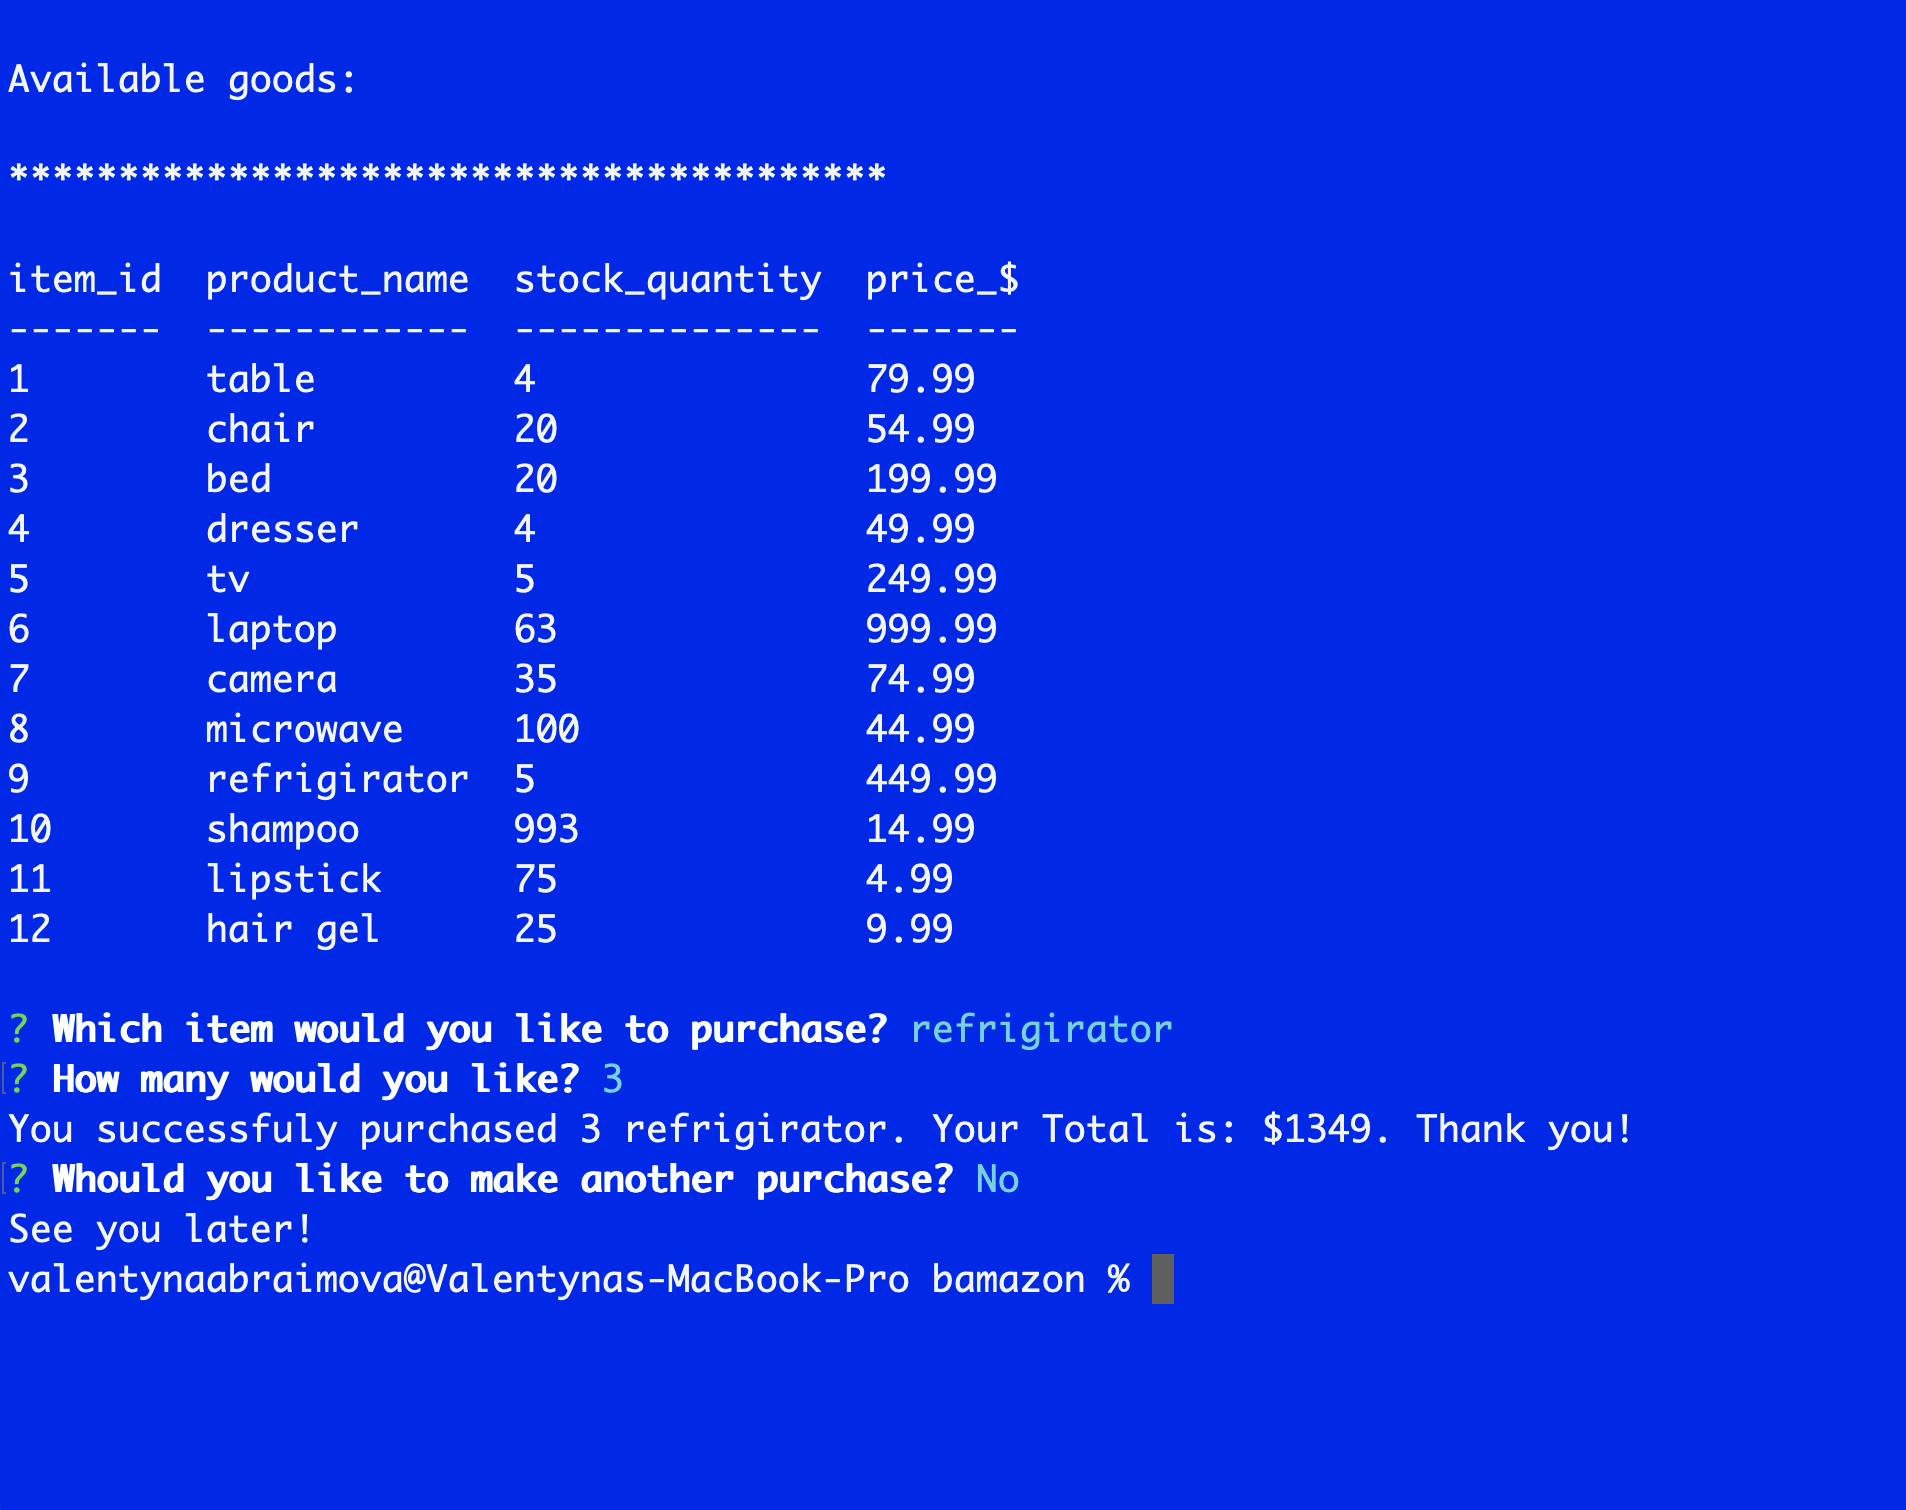 Available goods:
****************************************
item_id  product_name  stock_quantity  price_$
-------  ------------  --------------  -------
1        table         4               79.99
2        chair         20              54.99
3        bed           20              199.99
4        dresser       4               49.99
5        tv            5               249.99
6        laptop        63              999.99
7        camera        35              74.99
8        microwave     100             44.99
9        refrigirator  5               449.99
10       shampoo       993             14.99
11       lipstick      75              4.99
12       hair gel      25              9.99
? Which item would you like to purchase? refrigirator
? How many would you like? 3
You successfuly purchased 3 refrigirator. Your Total is: $1349. Thank you!
? Whould you like to make another purchase? No
See you later!
valentynaabraimova@Valentynas-MacBook-Pro bamazon %